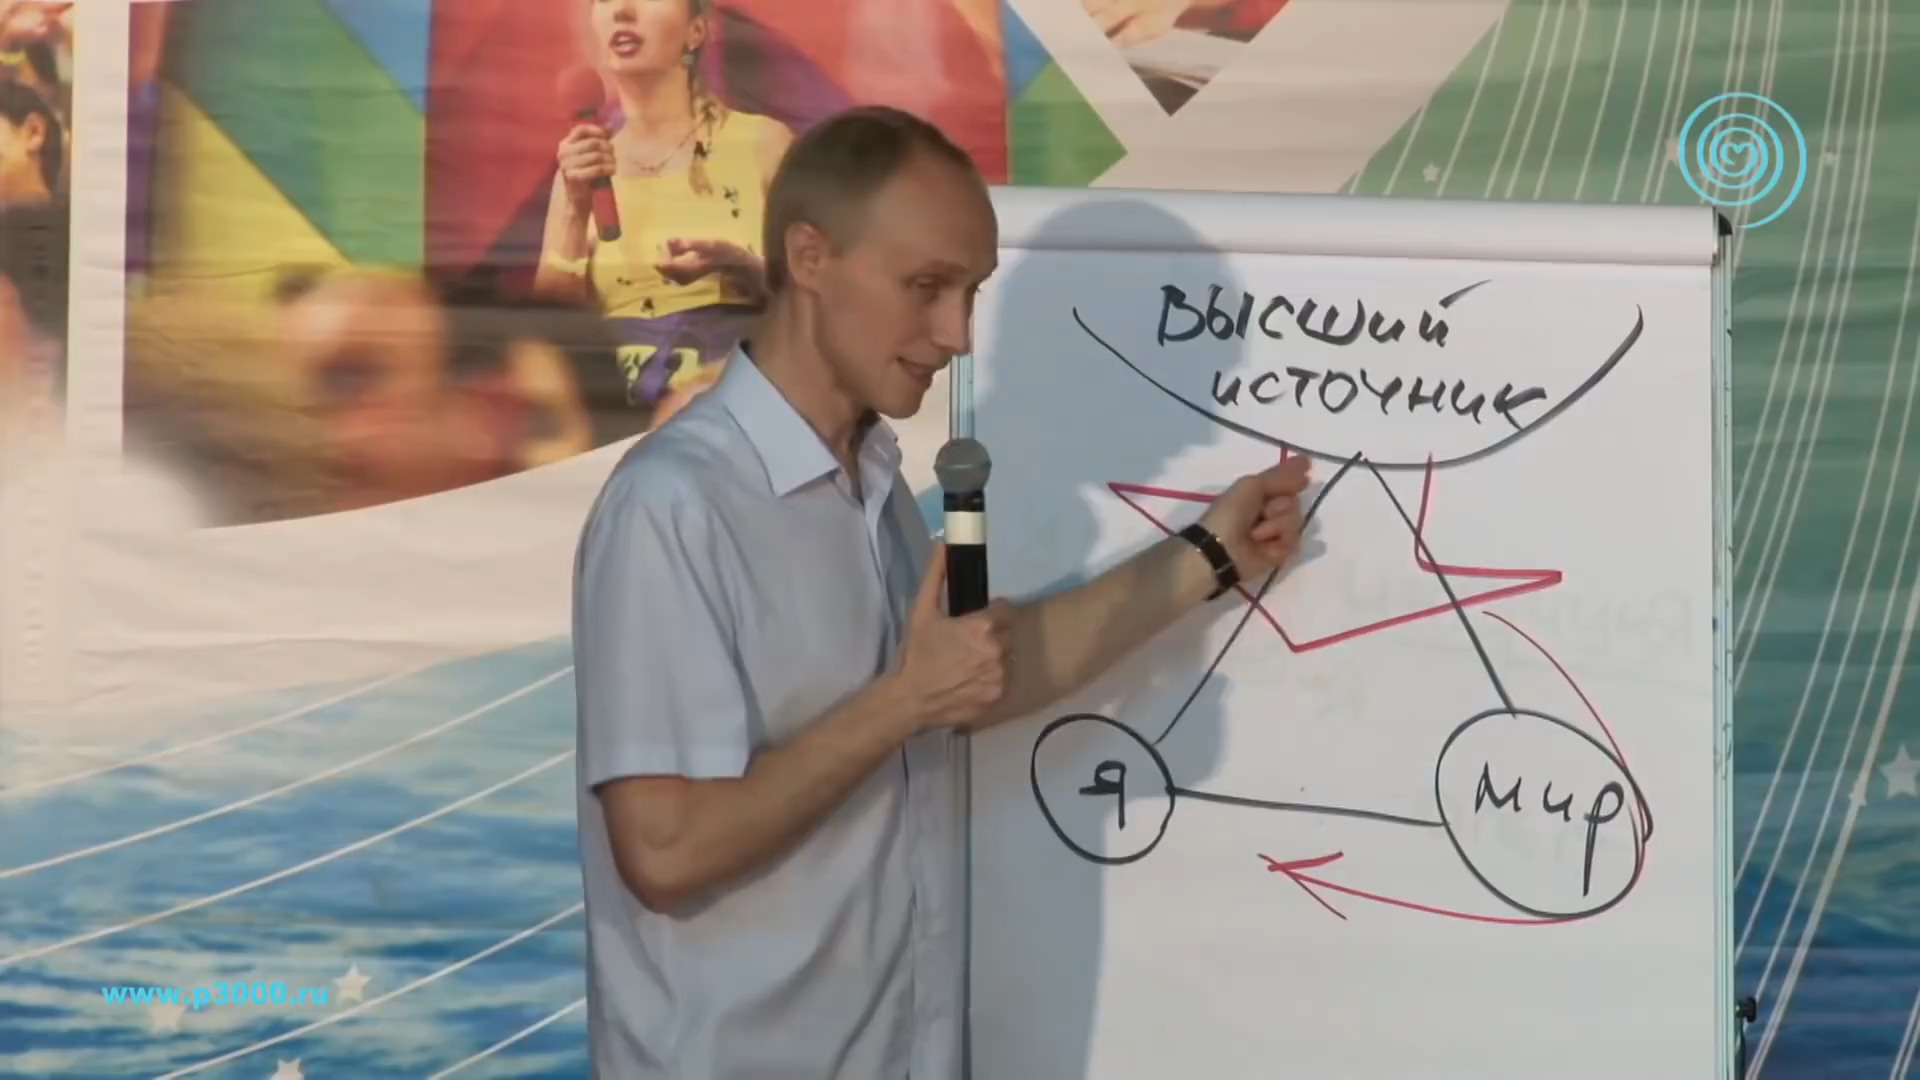 Высший
источник
Я
мир
www.p3000.ru